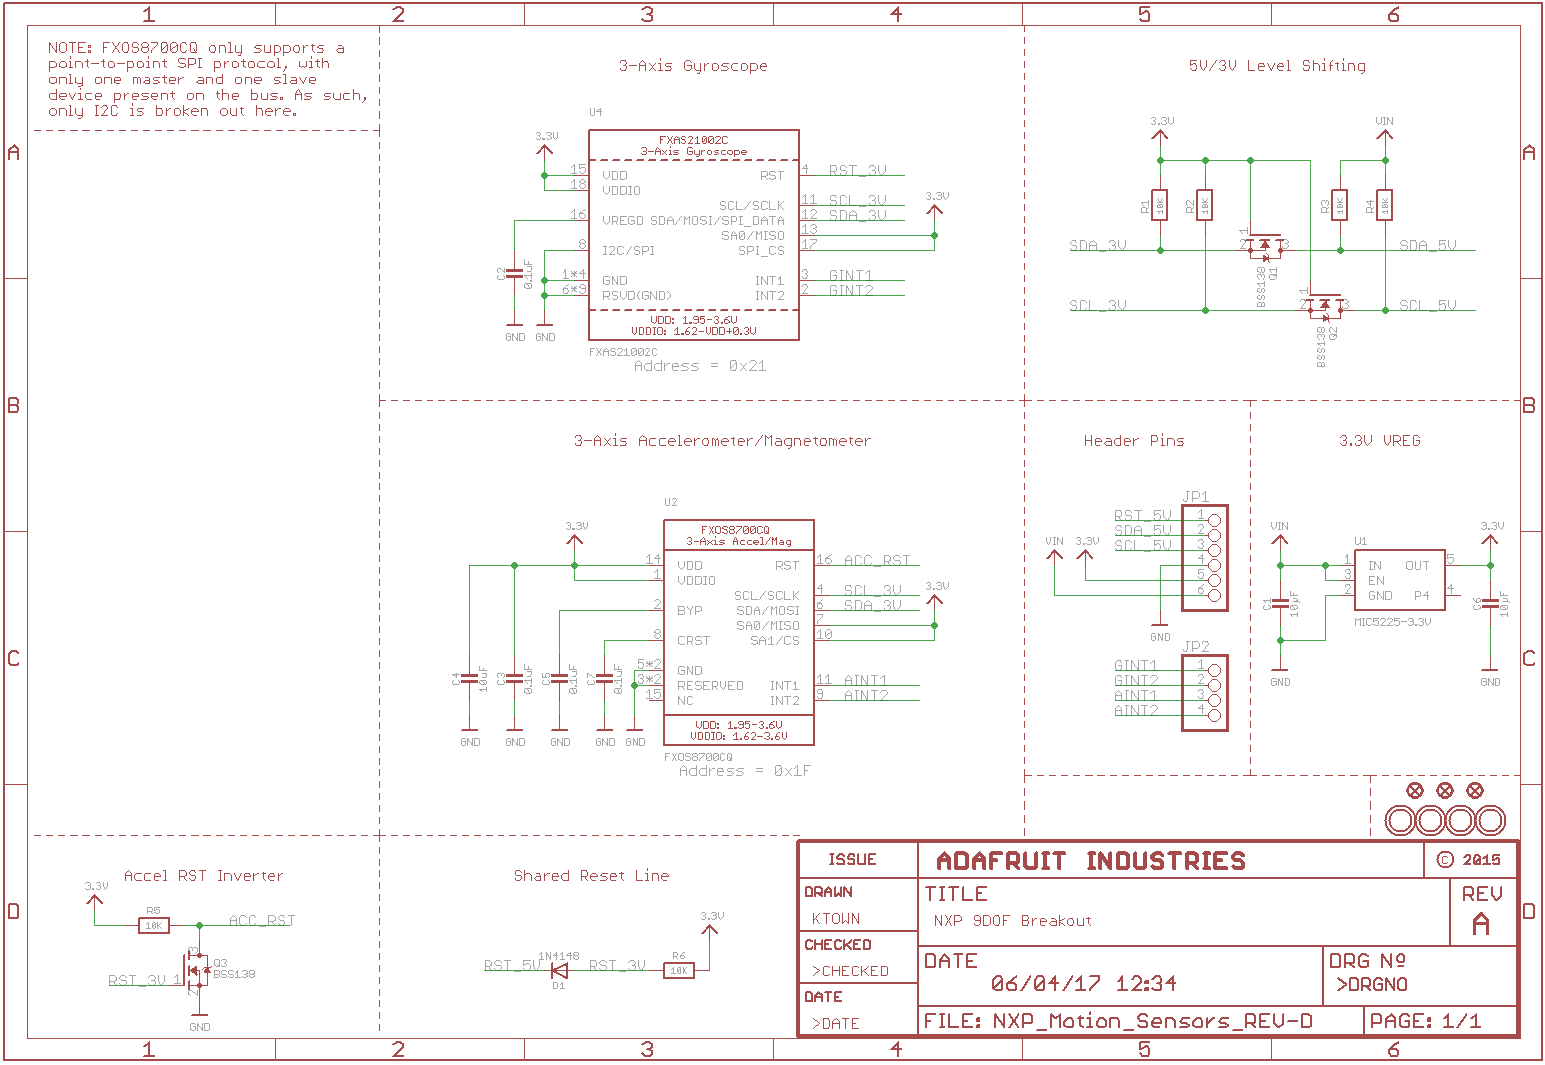 1 2 3 4 5 6
A
B
C
D
A
B
C
D
1 2 3 4 5 6
NOTE: FXOS8700CQ only supports a
point-to-point SPI protocol, with
only one master and one slave
device present on the bus. As such,
only I2C is broken out here.
3-Axis Gyroscope
U4
FXAS21002C
3-Axis Gyroscope
3.3V
15 VDD
18 VDDIO
16 VREGD
8 I2C/SPI
1*4 GND
6*9 RSVD(GND)
RST 4 RST_3V
SCL/SCLK 11 SCL_3V
SDA/MOSI/SPI_DATA 12 SDA_3V
SA0/MISO 13
SPI_CS 17
3.3V
INT1 3 GINT1
INT2 2 GINT2
C2
0.1uF
GND
GND
VDD: 1.95-3.6V
VDDIO: 1.62-VDD+0.3V
FXAS21002C
Address = 0x21
5V/3V Level Shifting
3.3V
VIN
R1
10K
R2
10K
R3
10K
R4
10K
SDA_3V
SDA_5V
1
2
3
BSS138
Q1
SCL_3V
SCL_5V
1
2
3
BSS138
Q2
3-Axis Accelerometer/Magnetometer
U2
FXOS8700CQ
3-Axis Accel/Mag
3.3V
14 VDD
1 VDDIO
2 BYP
8 CRST
5*2 GND
3*2 RESERVED
15 NC
RST 16 ACC_RST
SCL/SCLK 4 SCL_3V
SDA/MOSI 6 SDA_3V
SA0/MISO 7
SA1/CS 10
3.3V
INT1 11 AINT1
INT2 9 AINT2
C4
10uF
C3
0.1uF
C5
0.1uF
C7
0.1uF
GND
GND
GND
GND
GND
VDD: 1.95-3.6V
VDDIO: 1.62-3.6V
FXOS8700CQ
Address = 0x1F
Header Pins
JP1
RST_5V 1
SDA_5V 2
SCL_5V 3
4
5
6
VIN
3.3V
GND
JP2
GINT1 1
GINT2 2
AINT1 3
AINT2 4
3.3V VREG
VIN
3.3V
U1
1 IN
3 EN
2 GND
OUT 5
P4 4
MIC5225-3.3V
C1
10µF
C6
10µF
GND
GND
Accel RST Inverter
3.3V
R5
10K
ACC_RST
3
Q3
BSS138
RST_3V 1
2
GND
Shared Reset Line
RST_5V
1N4148
D1
RST_3V
R6
10K
3.3V
ISSUE
ADAFRUIT INDUSTRIES
© 2015
DRAWN
KTOWN
TITLE
NXP 9DOF Breakout
REV
A
CHECKED
>CHECKED
DATE
06/04/17 12:34
DRG Nº
>DRGNO
DATE
>DATE
FILE: NXP_Motion_Sensors_REV-D
PAGE: 1/1